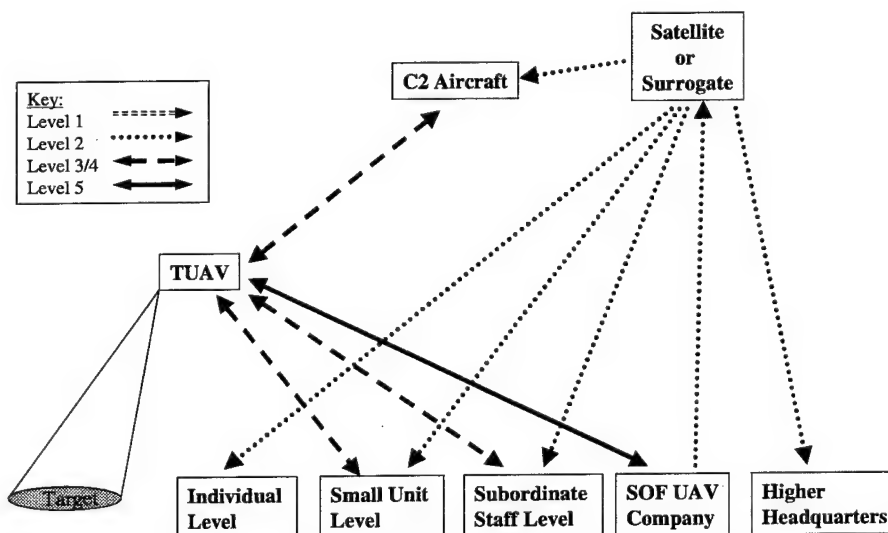 Satellite
or
Surrogate
C2 Aircraft
Key:
Level 1
Level 2
Level 3/4
Level 5
TUAV
Target
Individual
Level
Small Unit
Level
Subordinate
Staff Level
SOF UAV
Company
Higher
Headquarters